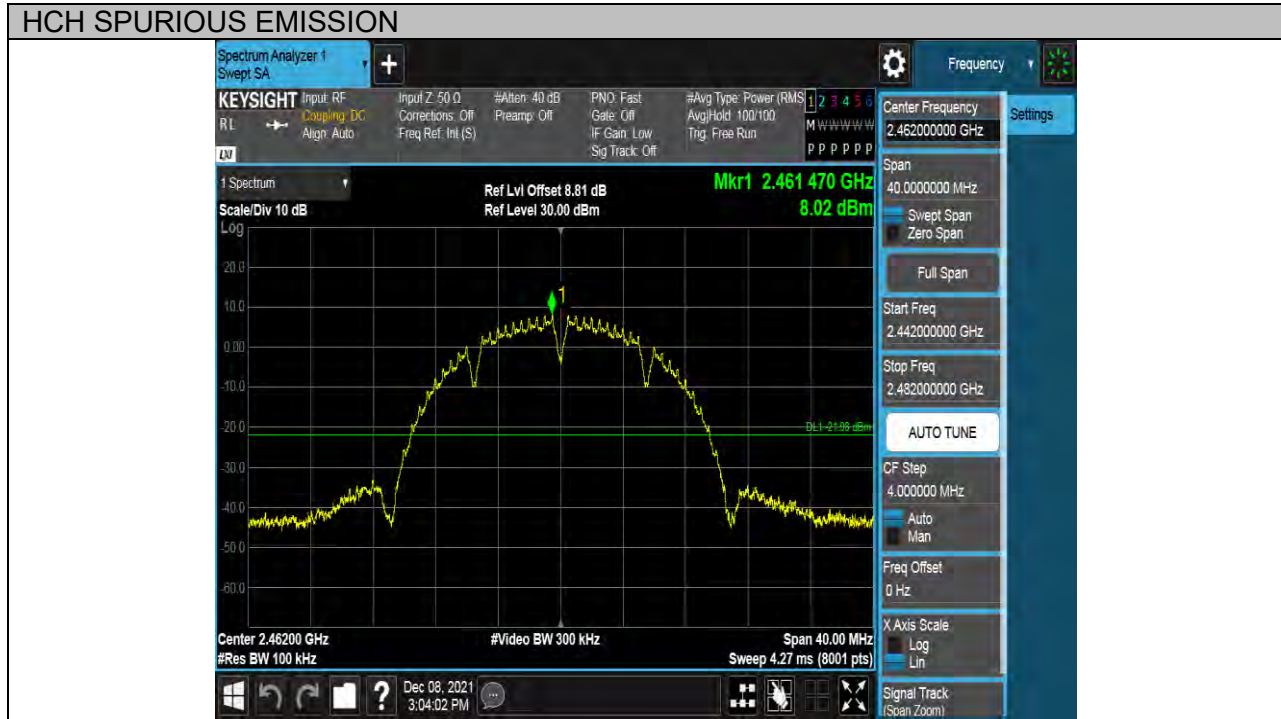 HCH SPURIOUS EMISSION
Spectrum Analyzer 1
Swept SA
+
Frequency
KEYSIGHT
RL
LXI
Input: RF
Coupling: DC
Align: Auto
Input Z: 50 Ω
Corrections: Off
Freq Ref: Int (S)
#Atten: 40 dB
Preamp: Off
PNO: Fast
Gate: Off
IF Gain: Low
Sig Track: Off
#Avg Type: Power (RMS
Avg|Hold: 100/100
Trig: Free Run
1 2 3 4 5 6
M W W W W W
P P P P P P
1 Spectrum
Scale/Div 10 dB
Log
Ref Lvl Offset 8.81 dB
Ref Level 30.00 dBm
Mkr1 2.461 470 GHz
8.02 dBm
20.0
10.0
0.00
-10.0
-20.0
-30.0
-40.0
-50.0
-60.0
1
DL1 -21.98 dBm
Center 2.46200 GHz
#Res BW 100 kHz
#Video BW 300 kHz
Span 40.00 MHz
Sweep 4.27 ms (8001 pts)
Center Frequency
2.462000000 GHz
Settings
Span
40.0000000 MHz
Swept Span
Zero Span
Full Span
Start Freq
2.442000000 GHz
Stop Freq
2.482000000 GHz
AUTO TUNE
CF Step
4.000000 MHz
Auto
Man
Freq Offset
0 Hz
X Axis Scale
Log
Lin
Signal Track
(Span Zoom)
?
Dec 08, 2021
3:04:02 PM